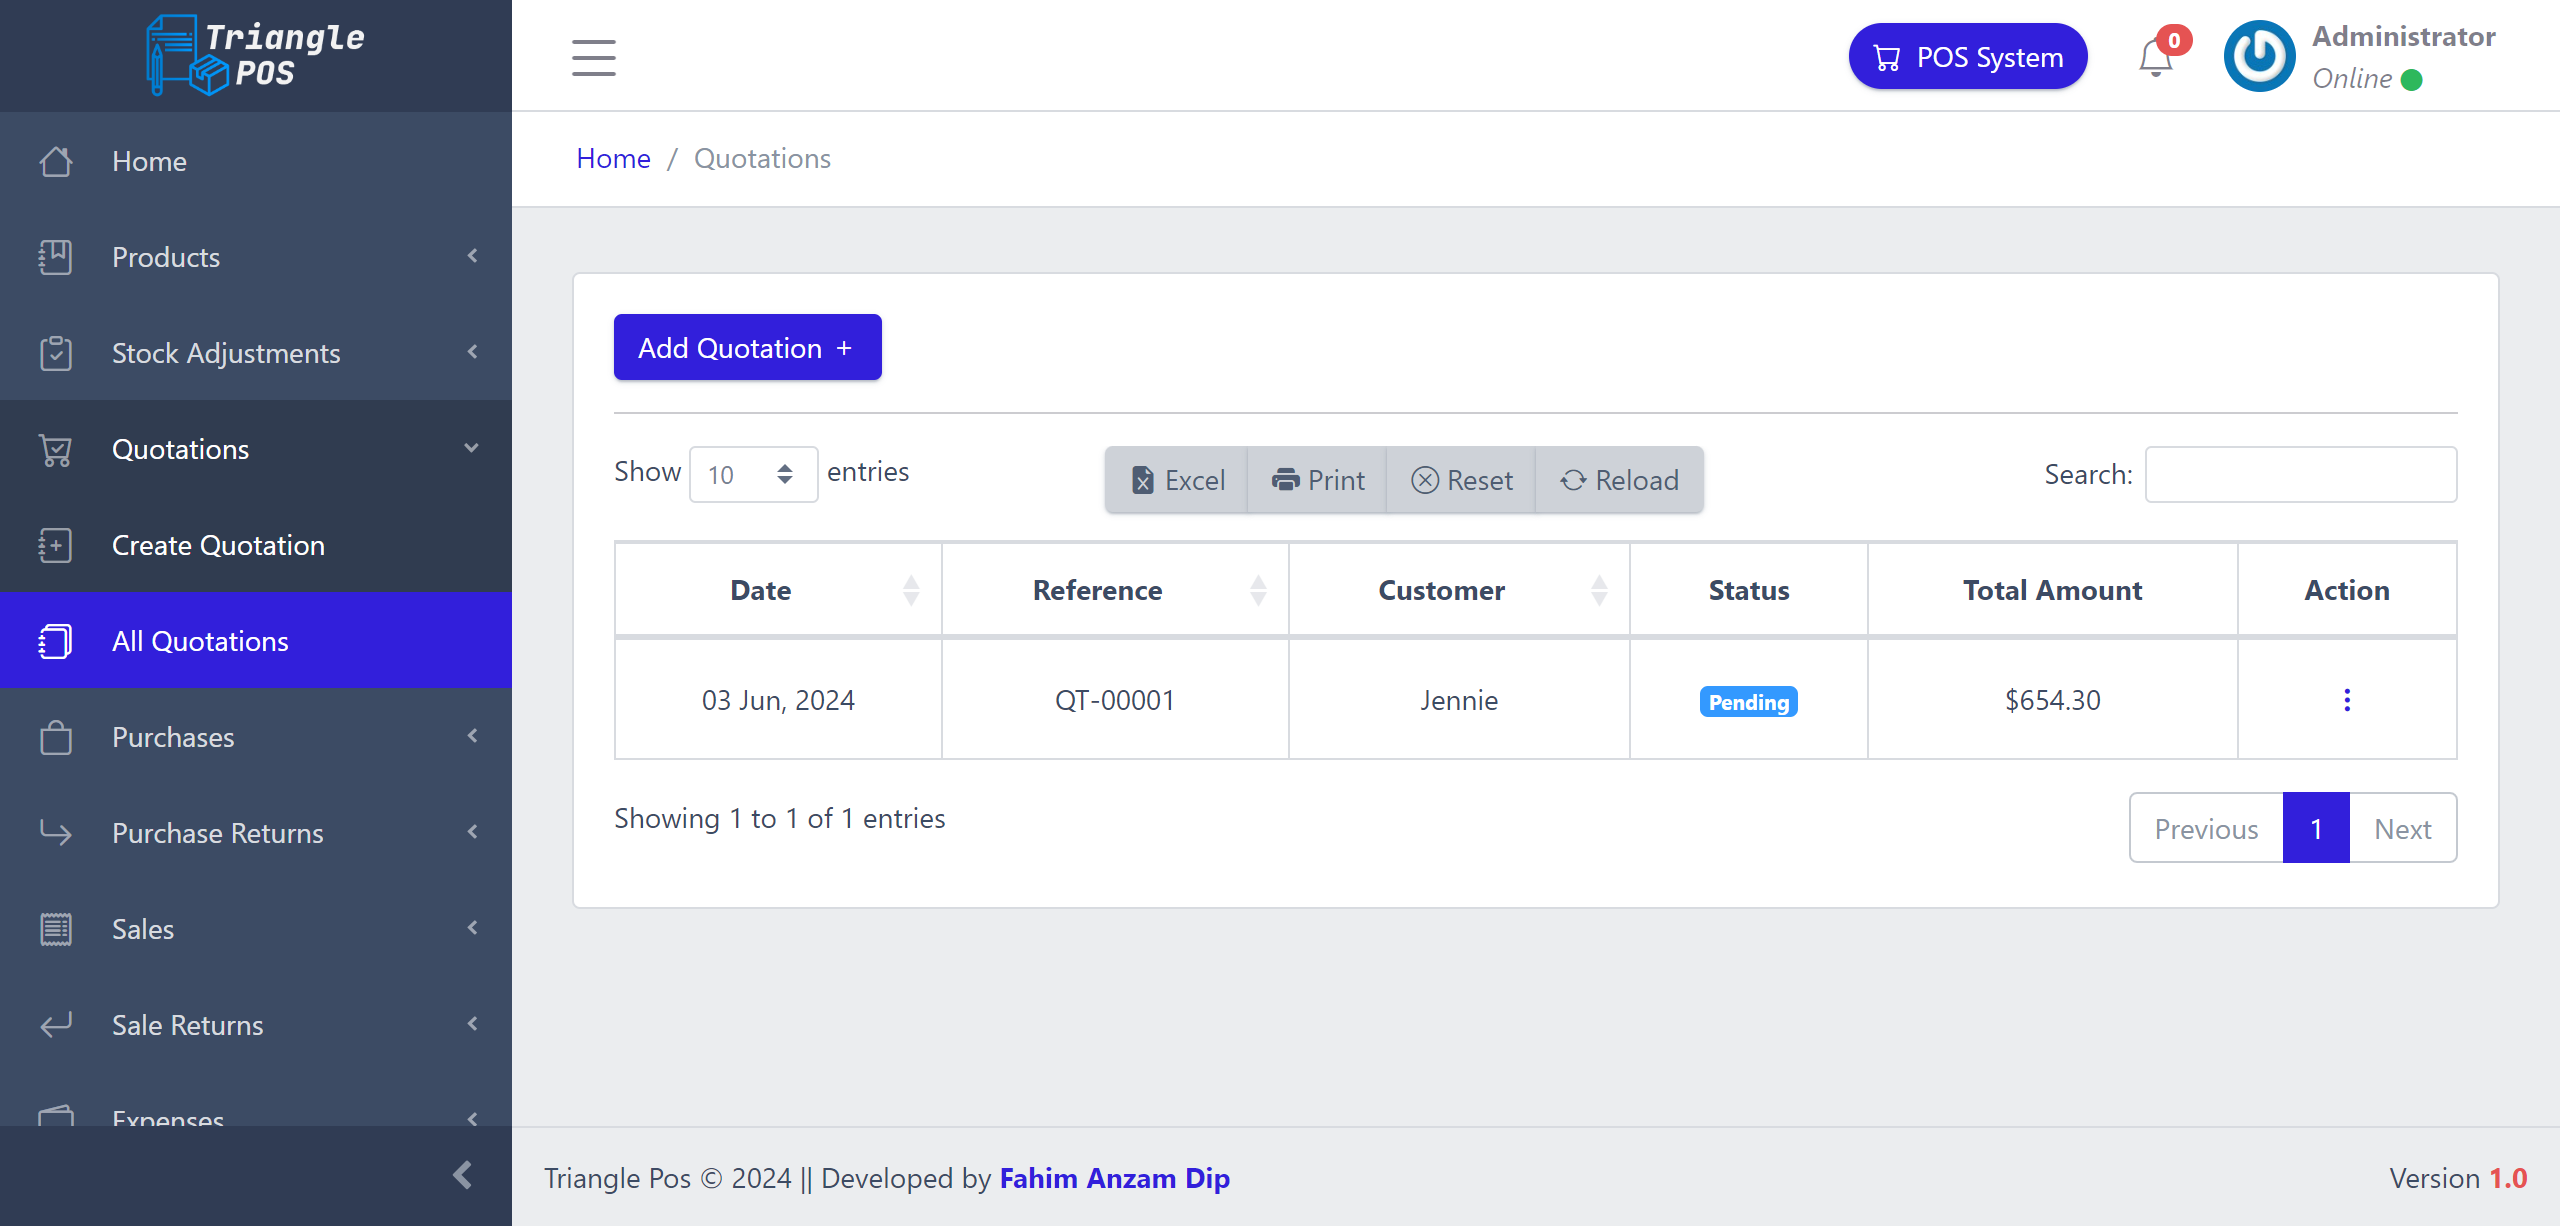 Triangle
POS
Home
Products
Stock Adjustments
Quotations
Create Quotation
All Quotations
Purchases
Purchase Returns
Sales
Sale Returns
Expenses
POS System
0
Administrator
Online
Home / Quotations
Add Quotation +
Show 10 entries
Excel Print Reset Reload
Search:
Date Reference Customer Status Total Amount Action
03 Jun, 2024 QT-00001 Jennie Pending $654.30
Showing 1 to 1 of 1 entries
Previous 1 Next
Triangle Pos © 2024 || Developed by Fahim Anzam Dip
Version 1.0